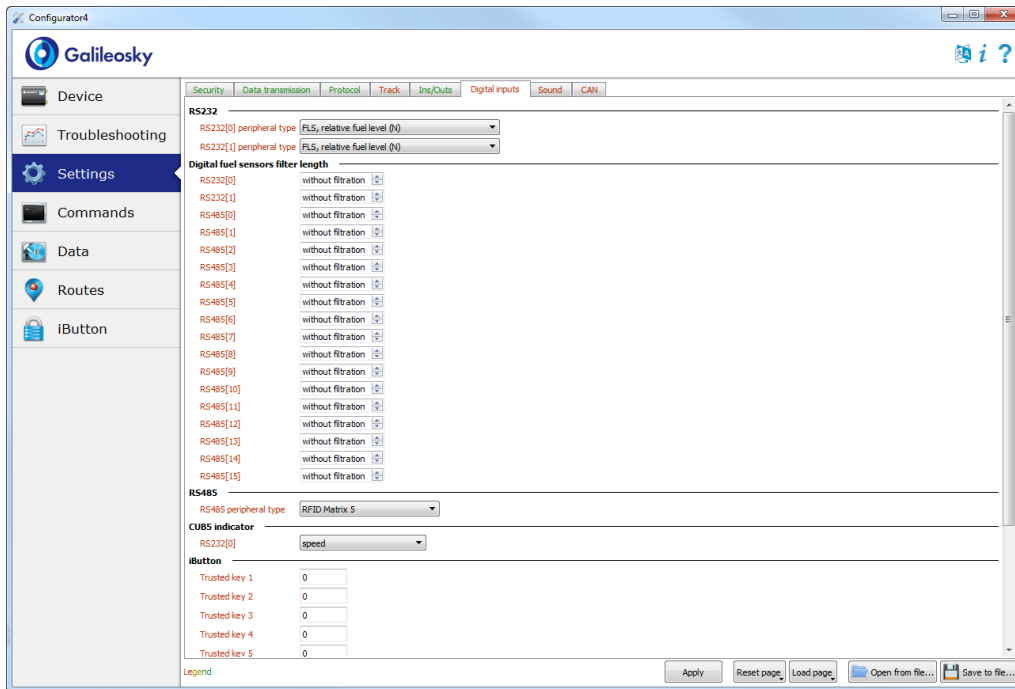 Configurator4
Galileosky
i ?
Device
Troubleshooting
Settings
Commands
Data
Routes
iButton
Security Data transmission Protocol Track Ins/Outs Digital inputs Sound CAN
RS232
RS232[0] peripheral type FLS, relative fuel level (N)
RS232[1] peripheral type FLS, relative fuel level (N)
Digital fuel sensors filter length
RS232[0] without filtration
RS232[1] without filtration
RS485[0] without filtration
RS485[1] without filtration
RS485[2] without filtration
RS485[3] without filtration
RS485[4] without filtration
RS485[5] without filtration
RS485[6] without filtration
RS485[7] without filtration
RS485[8] without filtration
RS485[9] without filtration
RS485[10] without filtration
RS485[11] without filtration
RS485[12] without filtration
RS485[13] without filtration
RS485[14] without filtration
RS485[15] without filtration
RS485
RS485 peripheral type RFID Matrix 5
CUB5 indicator
RS232[0] speed
iButton
Trusted key 1 0
Trusted key 2 0
Trusted key 3 0
Trusted key 4 0
Trusted key 5 0
Legend
Apply Reset page Load page Open from file... Save to file...